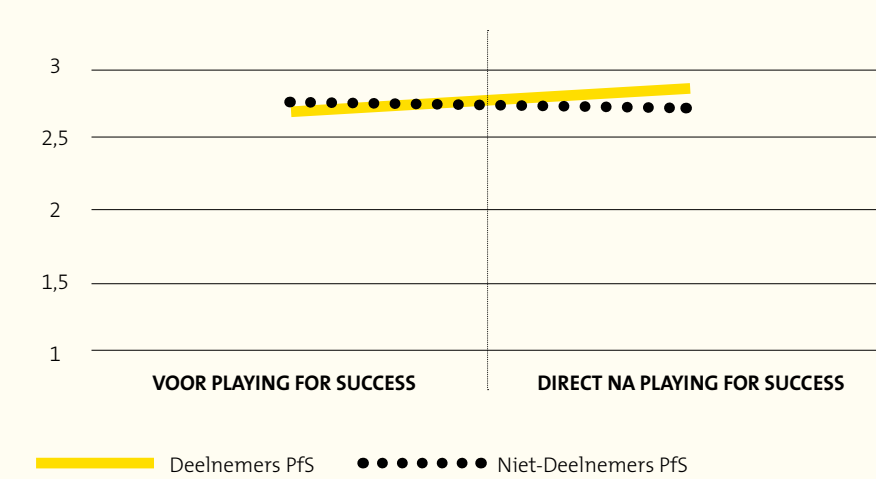 3
2,5
2
1,5
1
VOOR PLAYING FOR SUCCESS DIRECT NA PLAYING FOR SUCCESS
Deelnemers PfS Niet-Deelnemers PfS